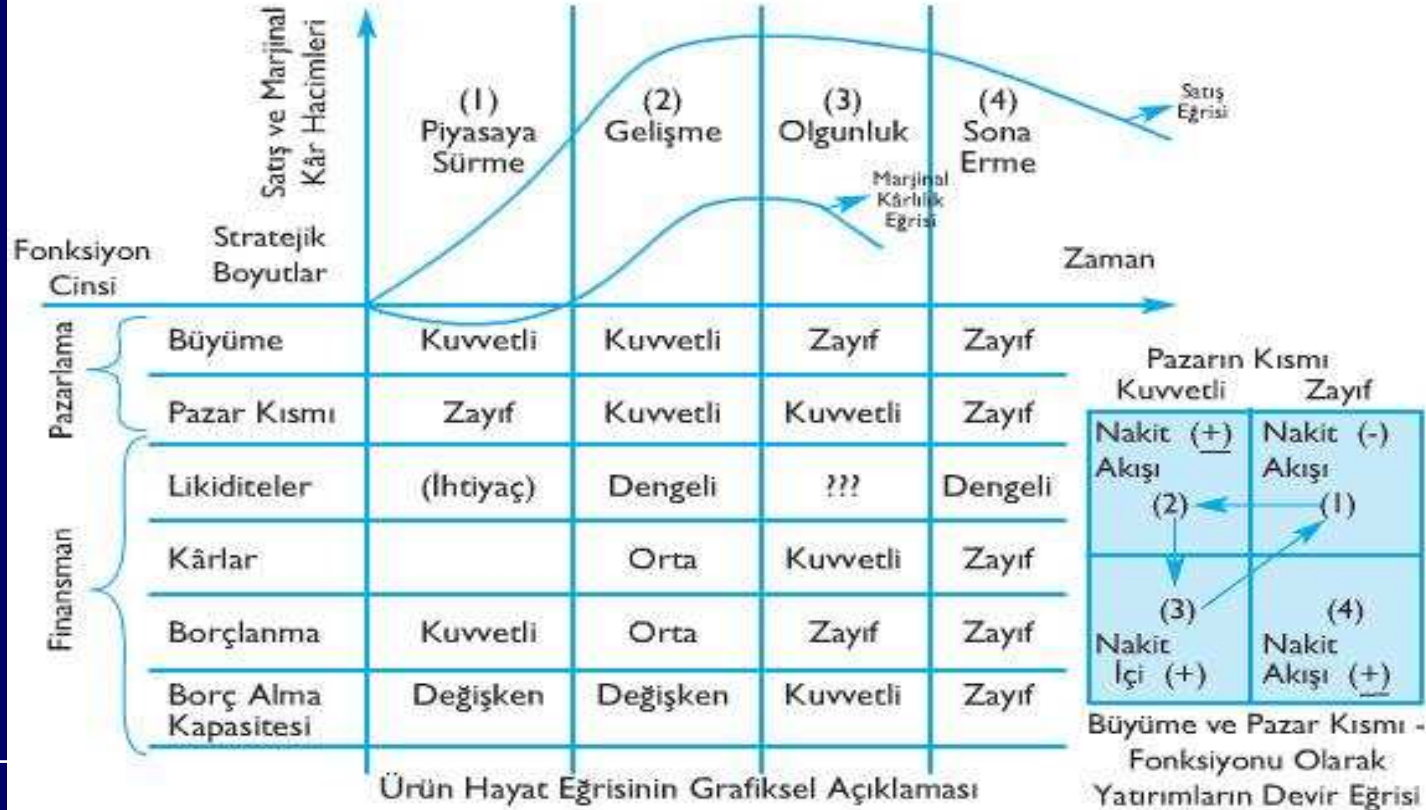 Satış ve Marjinal
Kâr Hacimleri
(1)
Piyasaya
Sürme
(2)
Gelişme
(3)
Olgunluk
(4)
Sona
Erme
Satış
Eğrisi
Marjinal
Kârlılık
Eğrisi
Fonksiyon
Cinsi
Stratejik
Boyutlar
Zaman
Pazarlama
Büyüme Kuvvetli Kuvvetli Zayıf Zayıf
Pazar Kısmı Zayıf Kuvvetli Kuvvetli Zayıf
Finansman
Likiditeler (İhtiyaç) Dengeli ??? Dengeli
Kârlar Orta Kuvvetli Zayıf
Borçlanma Kuvvetli Orta Zayıf Zayıf
Borç Alma
Kapasitesi
Değişken Değişken Kuvvetli Zayıf
Ürün Hayat Eğrisinin Grafiksel Açıklaması
Pazarın Kısmı
Kuvvetli Zayıf
Nakit (+)
Akışı
(2)
Nakit (-)
Akışı
(1)
(3)
Nakit
İçi (+)
(4)
Nakit
Akışı (+)
Büyüme ve Pazar Kısmı -
Fonksiyonu Olarak
Yatırımların Devir Eğrisi